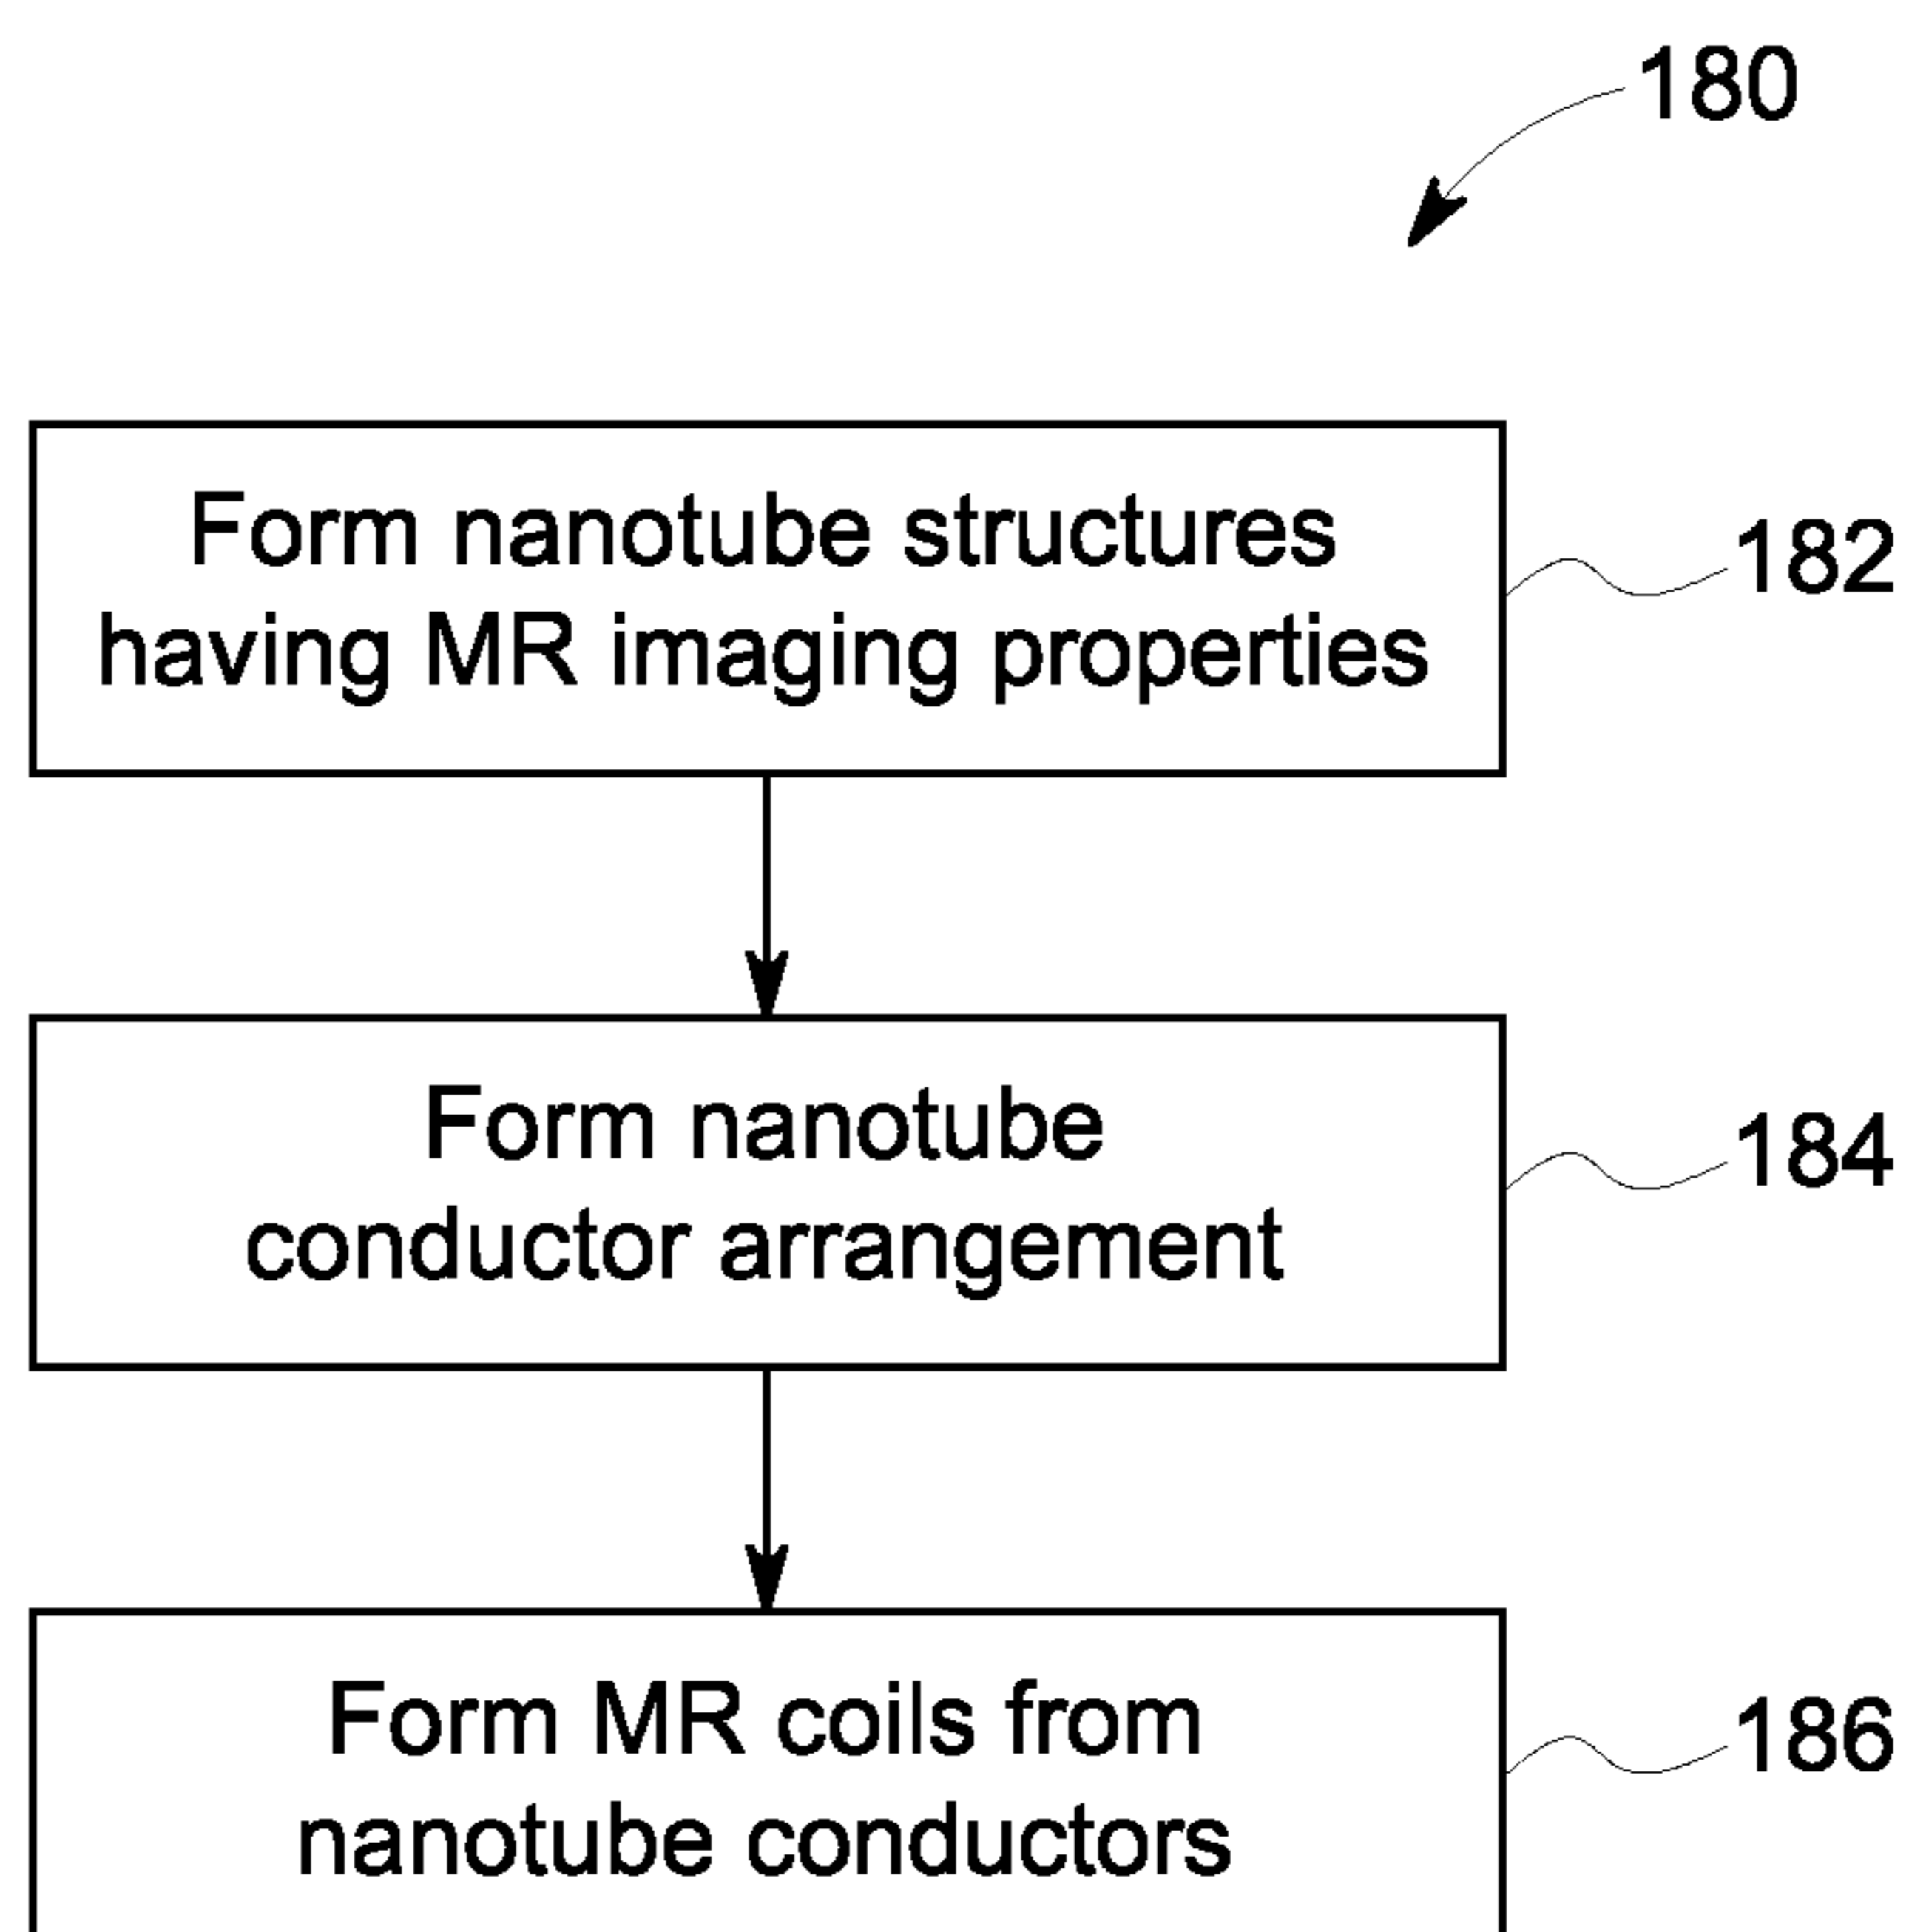 180
Form nanotube structures
having MR imaging properties
182
Form nanotube
conductor arrangement
184
Form MR coils from
nanotube conductors
186